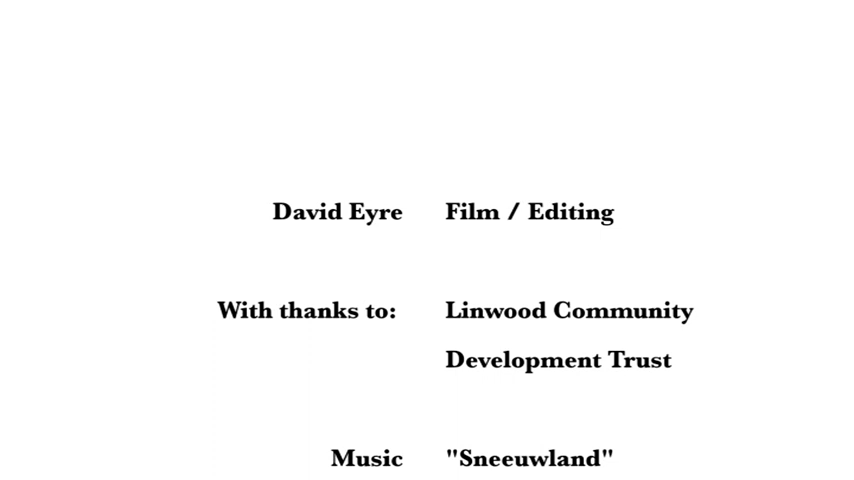 David Eyre Film / Editing
With thanks to: Linwood Community
Development Trust
Music "Sneeuwland"